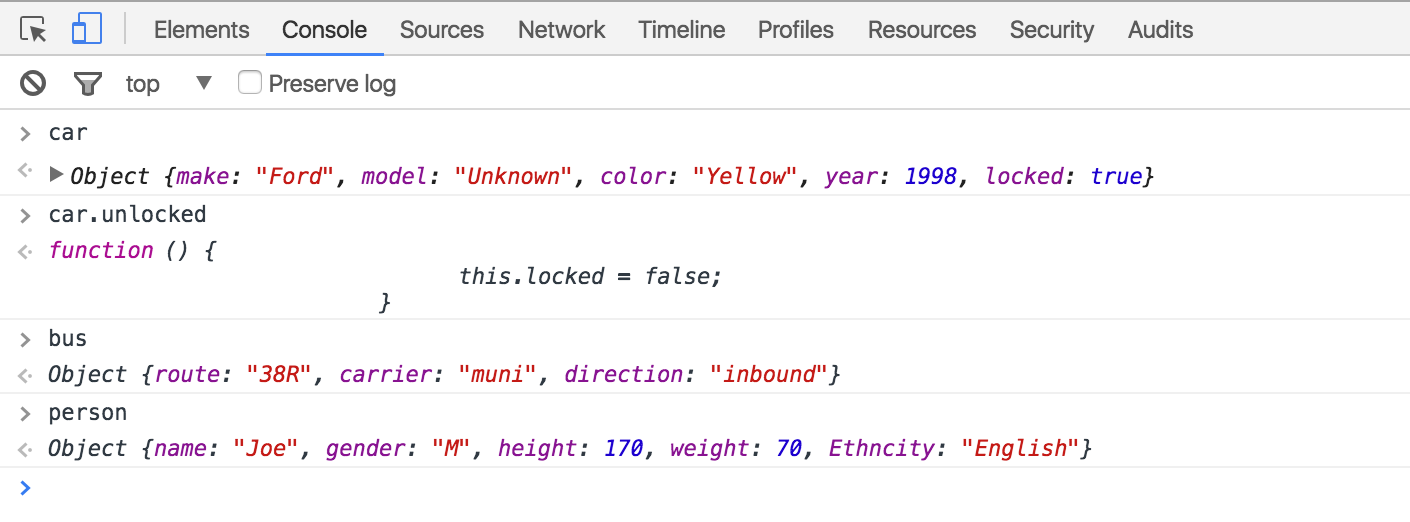 Elements Console Sources Network Timeline Profiles Resources Security Audits
top Preserve log
car
Object {make: "Ford", model: "Unknown", color: "Yellow", year: 1998, locked: true}
car.unlocked
function () {
this.locked = false;
}
bus
Object {route: "38R", carrier: "muni", direction: "inbound"}
person
Object {name: "Joe", gender: "M", height: 170, weight: 70, Ethncity: "English"}